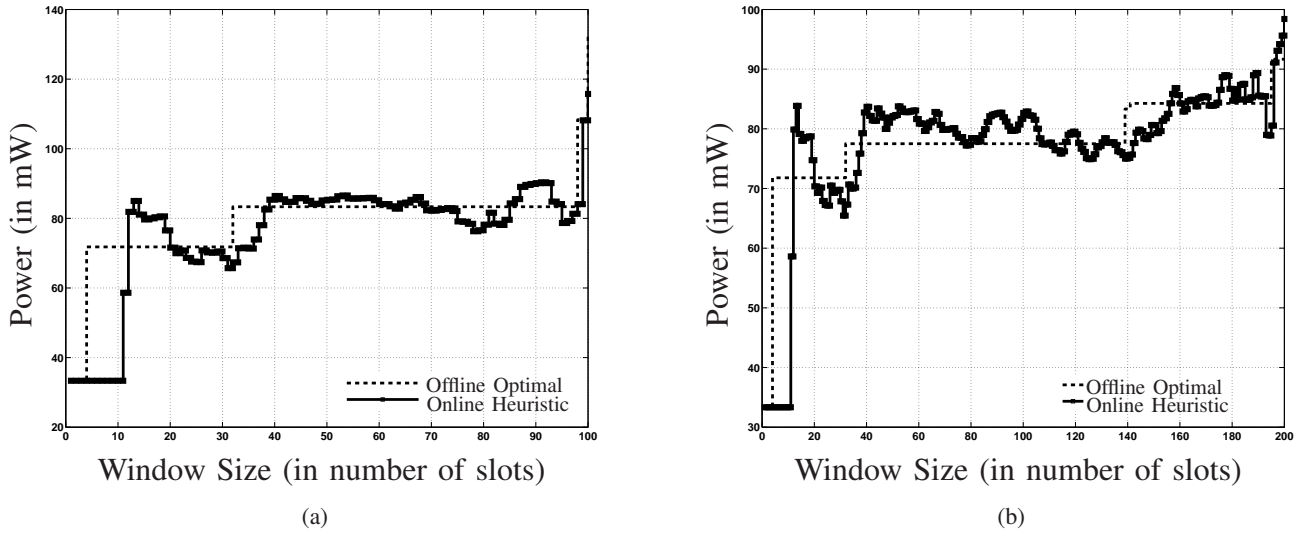 140
120
100
80
60
40
20
0 10 20 30 40 50 60 70 80 90 100
Power (in mW)
Window Size (in number of slots)
Offline Optimal
Online Heuristic
(a)
100
90
80
70
60
50
40
30
0 20 40 60 80 100 120 140 160 180 200
Power (in mW)
Window Size (in number of slots)
Offline Optimal
Online Heuristic
(b)